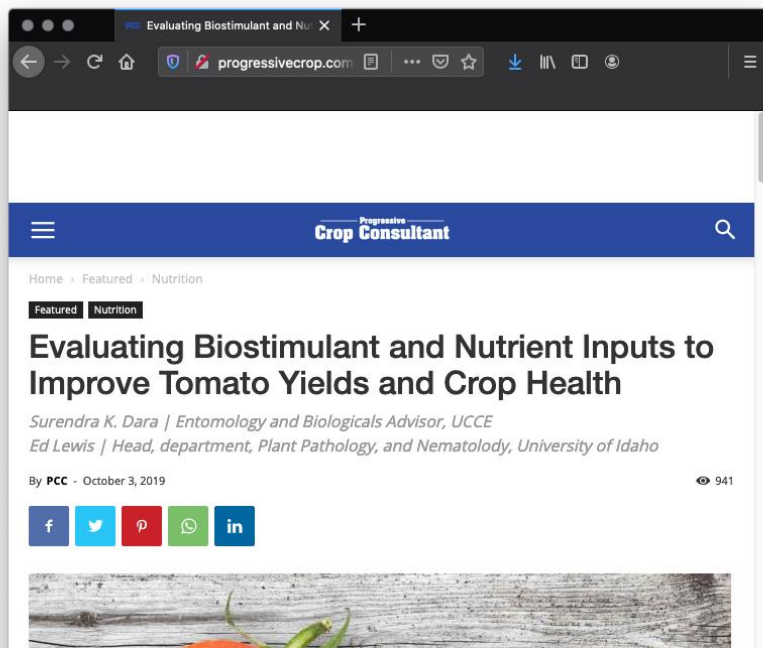 Evaluating Biostimulant and Nu
progressivecrop.com
Progressive
Crop Consultant
Home › Featured › Nutrition
Featured Nutrition
Evaluating Biostimulant and Nutrient Inputs to
Improve Tomato Yields and Crop Health
Surendra K. Dara | Entomology and Biologicals Advisor, UCCE
Ed Lewis | Head, department, Plant Pathology, and Nematolody, University of Idaho
By PCC - October 3, 2019 941
f in